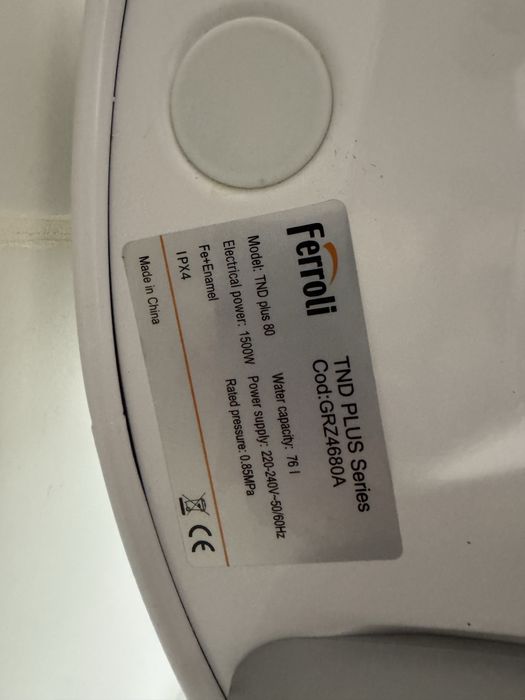 Ferroli
TND PLUS Series
Cod:GRZ4680A
Model: TND plus 80
Water capacity: 76 l
Electrical power: 1500W
Power supply: 220-240V~50/60Hz
Fe+Enamel
Rated pressure: 0.85MPa
IPX4
CE
Made in China